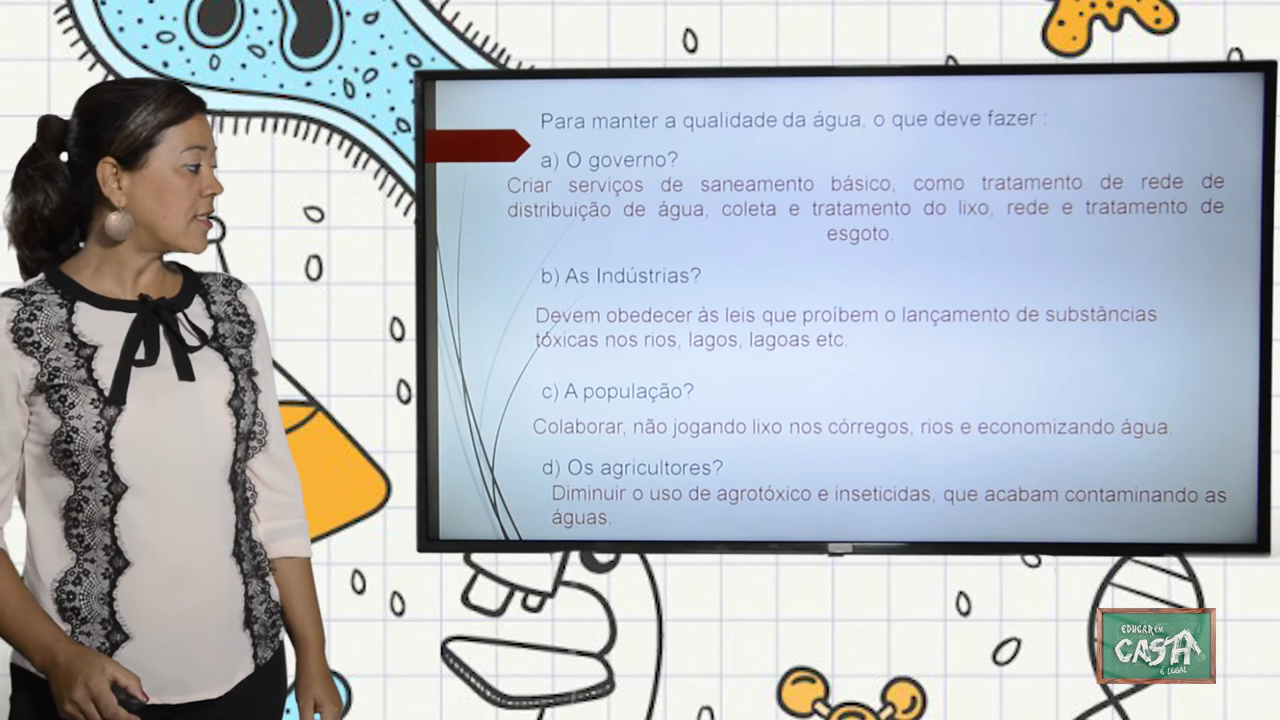 Para manter a qualidade da água, o que deve fazer :
a) O governo?
Criar serviços de saneamento básico, como tratamento de rede de
distribuição de água, coleta e tratamento do lixo, rede e tratamento de
esgoto.
b) As Indústrias?
Devem obedecer às leis que proíbem o lançamento de substâncias
tóxicas nos rios, lagos, lagoas etc.
c) A população?
Colaborar, não jogando lixo nos córregos, rios e economizando água.
d) Os agricultores?
Diminuir o uso de agrotóxico e inseticidas, que acabam contaminando as
águas.
EDUCAR EM
CASA
É LEGAL